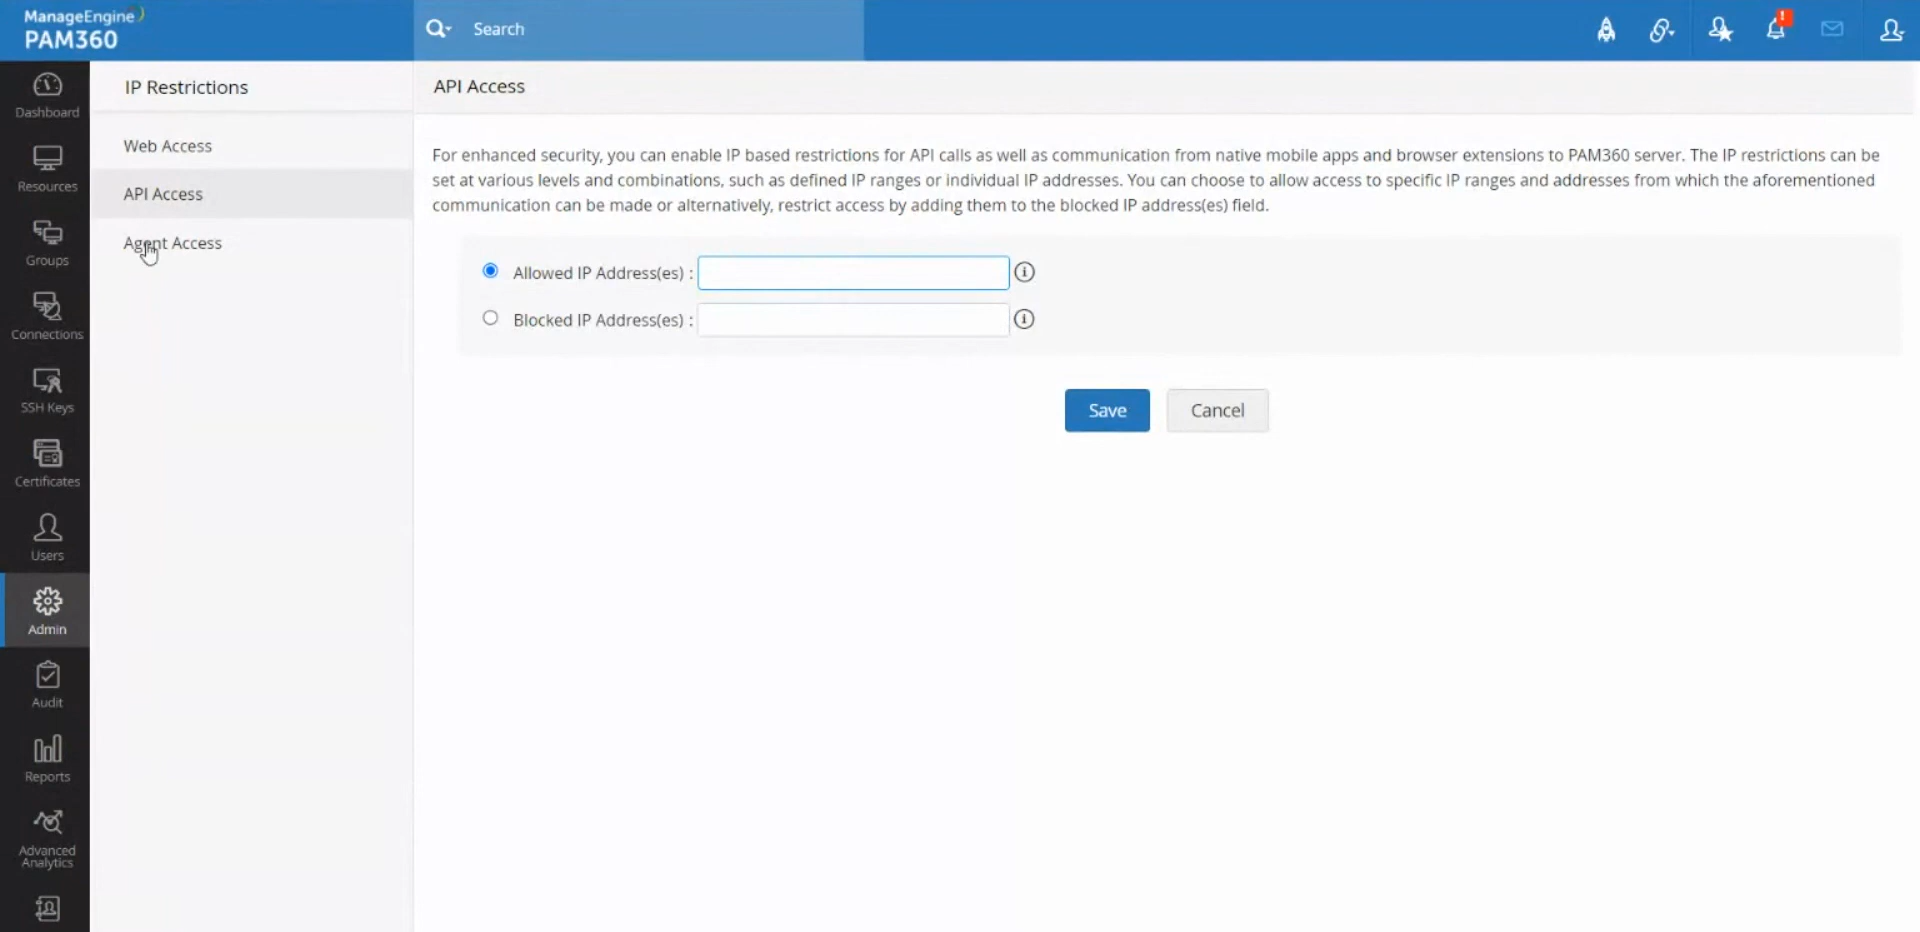 ManageEngine
PAM360
Search
!
Dashboard
Resources
Groups
Connections
SSH Keys
Certificates
Users
Admin
Audit
Reports
Advanced
Analytics
IP Restrictions
Web Access
API Access
Agent Access
API Access
For enhanced security, you can enable IP based restrictions for API calls as well as communication from native mobile apps and browser extensions to PAM360 server. The IP restrictions can be
set at various levels and combinations, such as defined IP ranges or individual IP addresses. You can choose to allow access to specific IP ranges and addresses from which the aforementioned
communication can be made or alternatively, restrict access by adding them to the blocked IP address(es) field.
Allowed IP Address(es) :
Blocked IP Address(es) :
Save Cancel